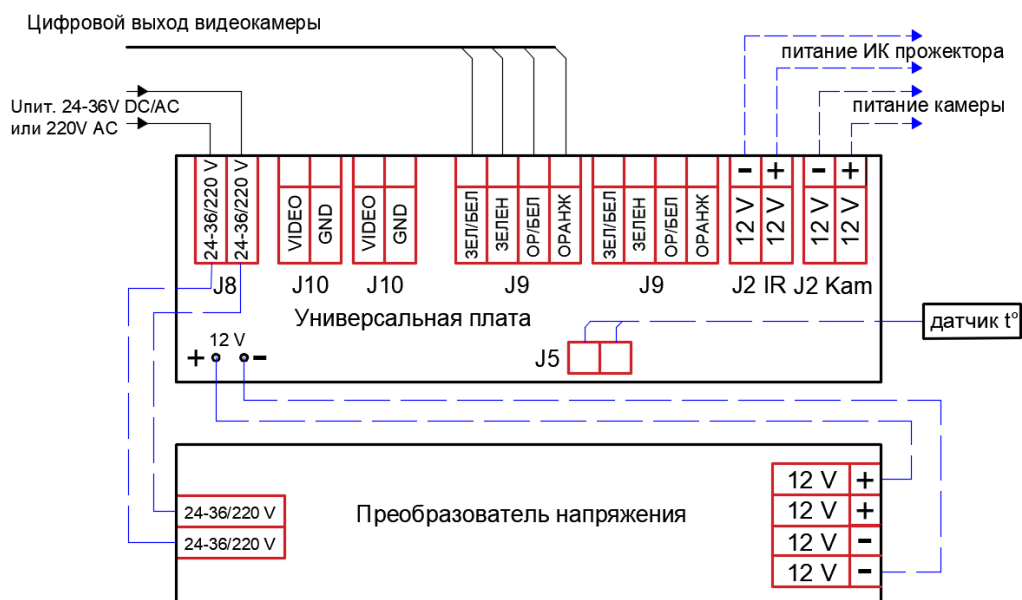 Цифровой выход видеокамеры
питание ИК прожектора
Uпит. 24-36V DC/AC
или 220V AC
питание камеры
24-36/220 V
24-36/220 V
VIDEO
GND
VIDEO
GND
ЗЕЛ/БЕЛ
ЗЕЛЕН
ОР/БЕЛ
ОРАНЖ
ЗЕЛ/БЕЛ
ЗЕЛЕН
ОР/БЕЛ
ОРАНЖ
- + - +
12 V
12 V
12 V
12 V
J8 J10 J10 J9 J9 J2 IR J2 Kam
Универсальная плата
датчик t°
12 V
+ -
J5
12 V +
12 V +
12 V -
12 V -
24-36/220 V
24-36/220 V
Преобразователь напряжения